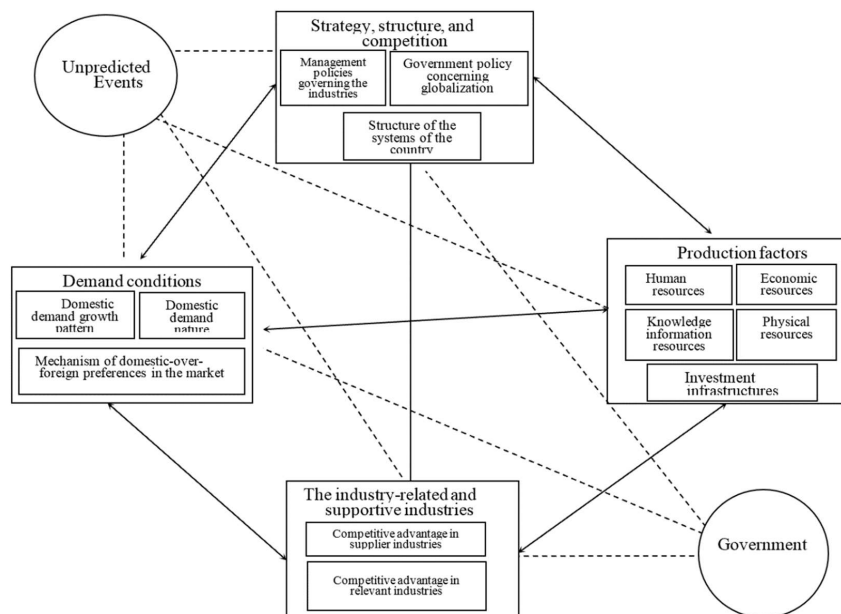 Strategy, structure, and
competition
Management
policies
governing the
industries
Government policy
concerning
globalization
Structure of the
systems of the
country
Unpredicted
Events
Demand conditions
Domestic
demand growth
pattern
Domestic
demand
nature
Mechanism of domestic-over-
foreign preferences in the market
Production factors
Human
resources
Economic
resources
Knowledge
information
resources
Physical
resources
Investment
infrastructures
The industry-related and
supportive industries
Competitive advantage in
supplier industries
Competitive advantage in
relevant industries
Government